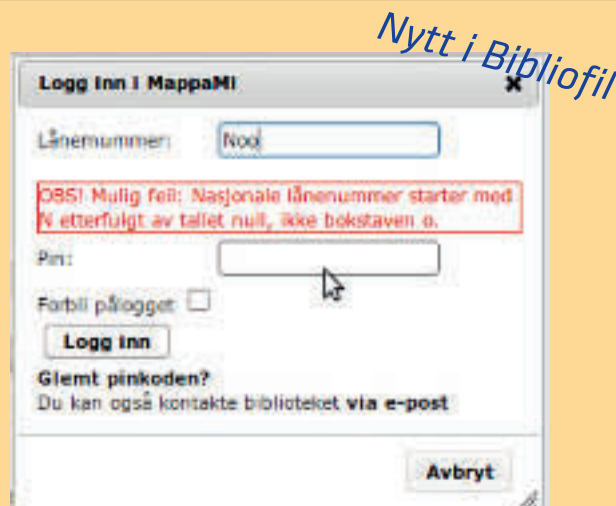 Nytt i Bibliofil
Logg inn i MappaMi
Lånenummer: Noo
OBS! Mulig feil: Nasjonale lånenummer starter med
N etterfulgt av tallet null, ikke bokstaven o.
Pin:
Forbli pålogget
Logg inn
Glemt pinkoden?
Du kan også kontakte biblioteket via e-post
Avbryt